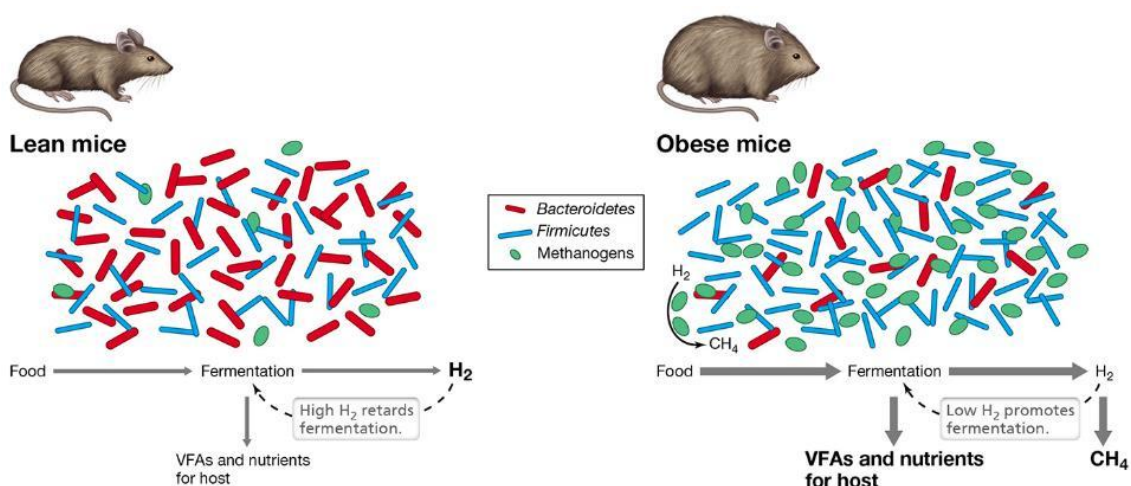 Lean mice
Obese mice
Bacteroidetes
Firmicutes
Methanogens
H₂
CH₄
Food
Fermentation
H₂
High H₂ retards
fermentation.
VFAs and nutrients
for host
Food
Fermentation
H₂
Low H₂ promotes
fermentation.
VFAs and nutrients
for host
CH₄